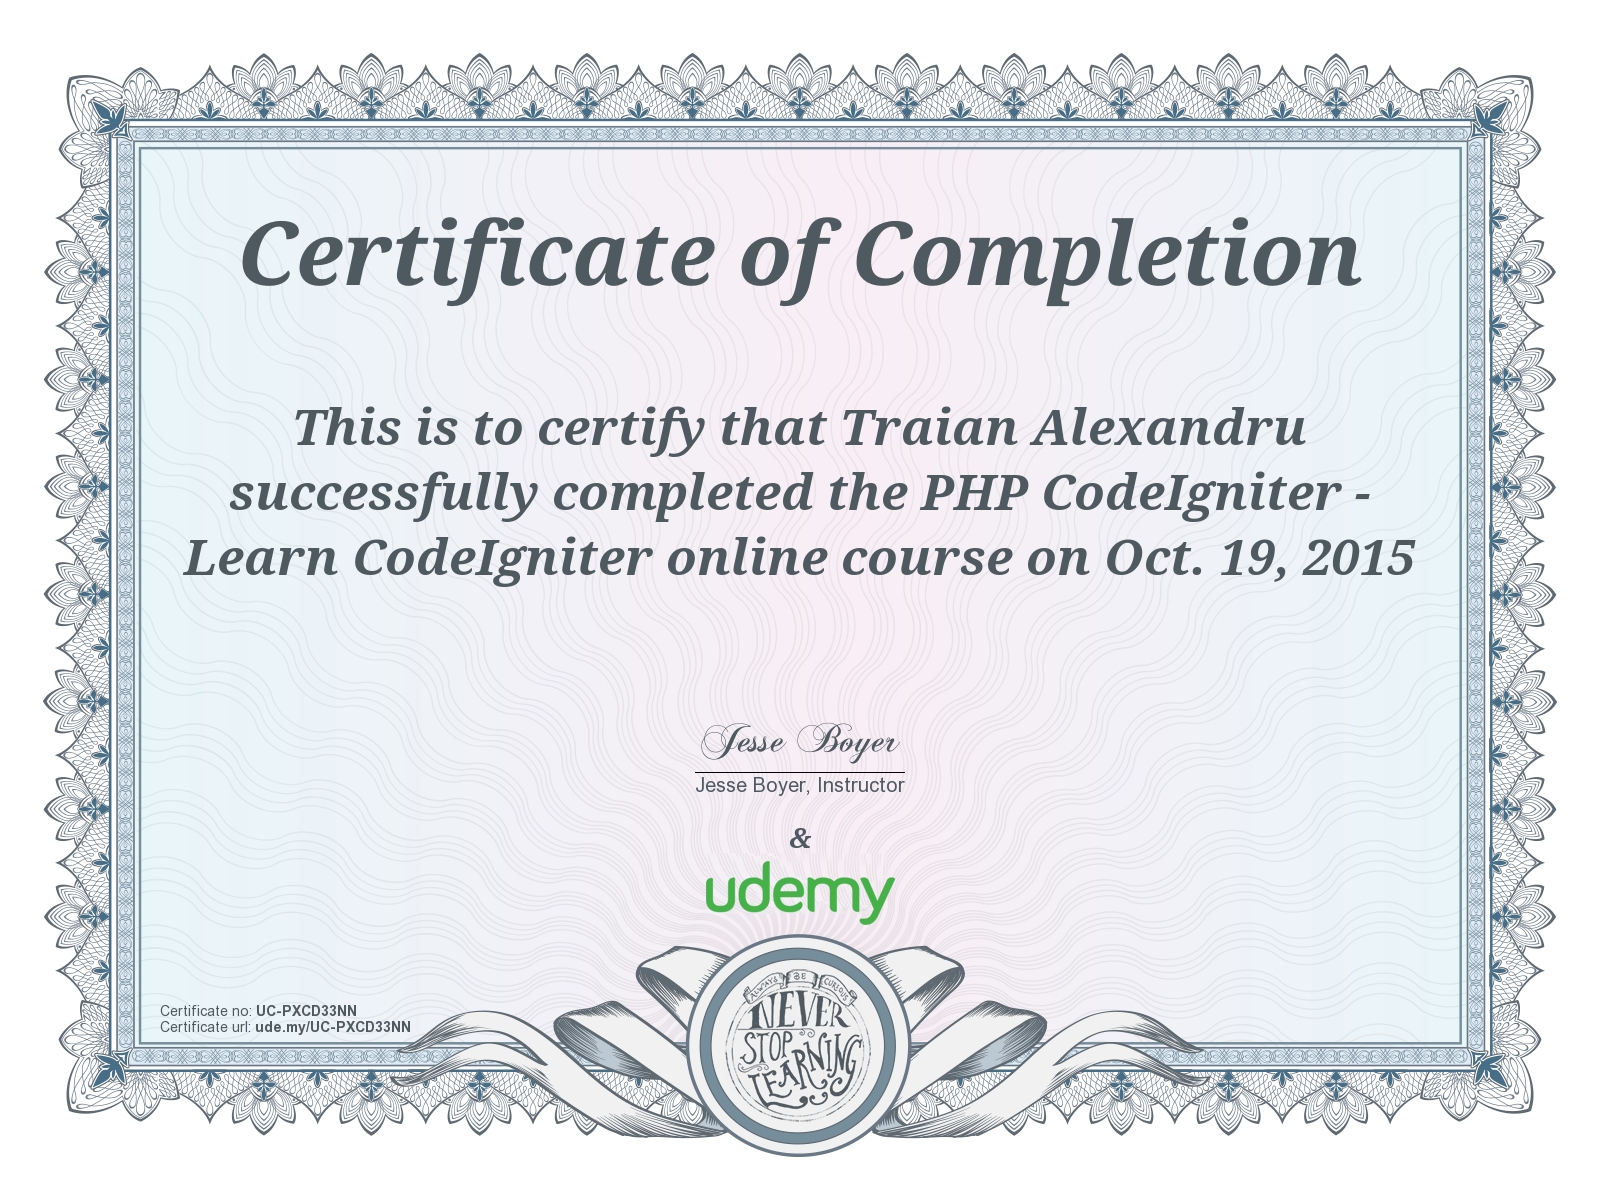 Certificate of Completion
This is to certify that Traian Alexandru
successfully completed the PHP CodeIgniter -
Learn CodeIgniter online course on Oct. 19, 2015
Jesse Boyer
Jesse Boyer, Instructor
&
udemy
Certificate no: UC-PXCD33NN
Certificate url: ude.my/UC-PXCD33NN
ALWAYS BE CURIOUS
NEVER
STOP
LEARNING